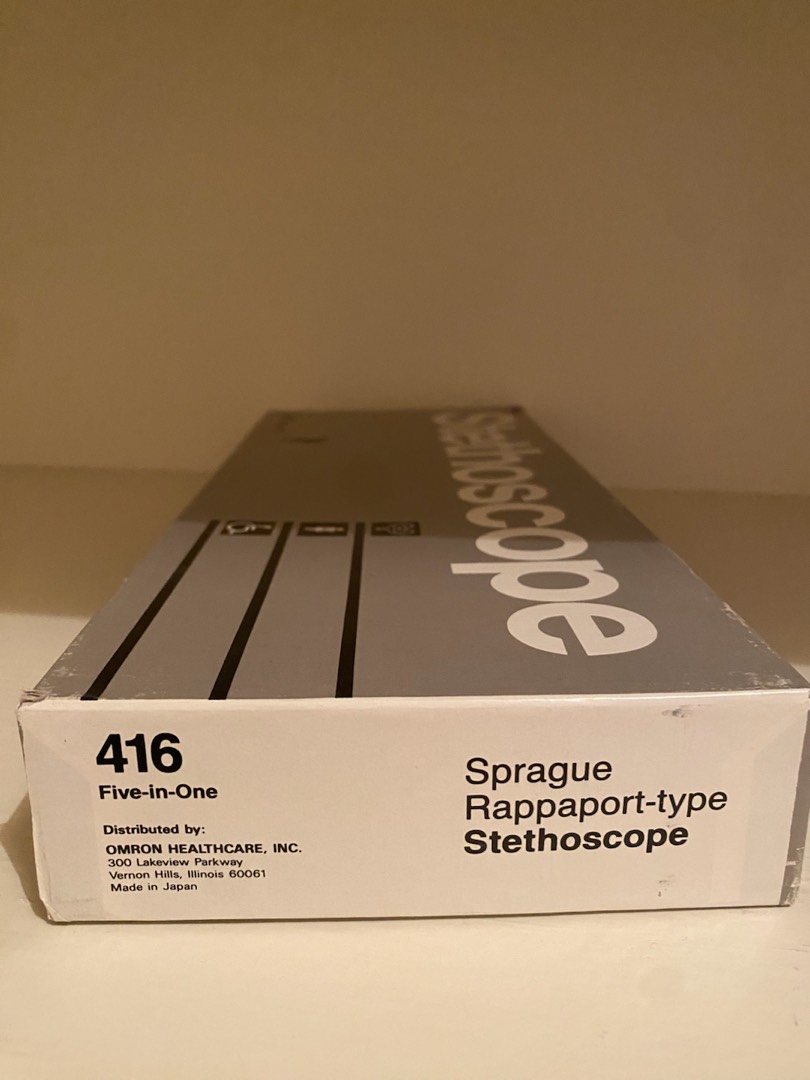 Stethoscope
416
Five-in-One
Distributed by:
OMRON HEALTHCARE, INC.
300 Lakeview Parkway
Vernon Hills, Illinois 60061
Made in Japan
Sprague
Rappaport-type
Stethoscope